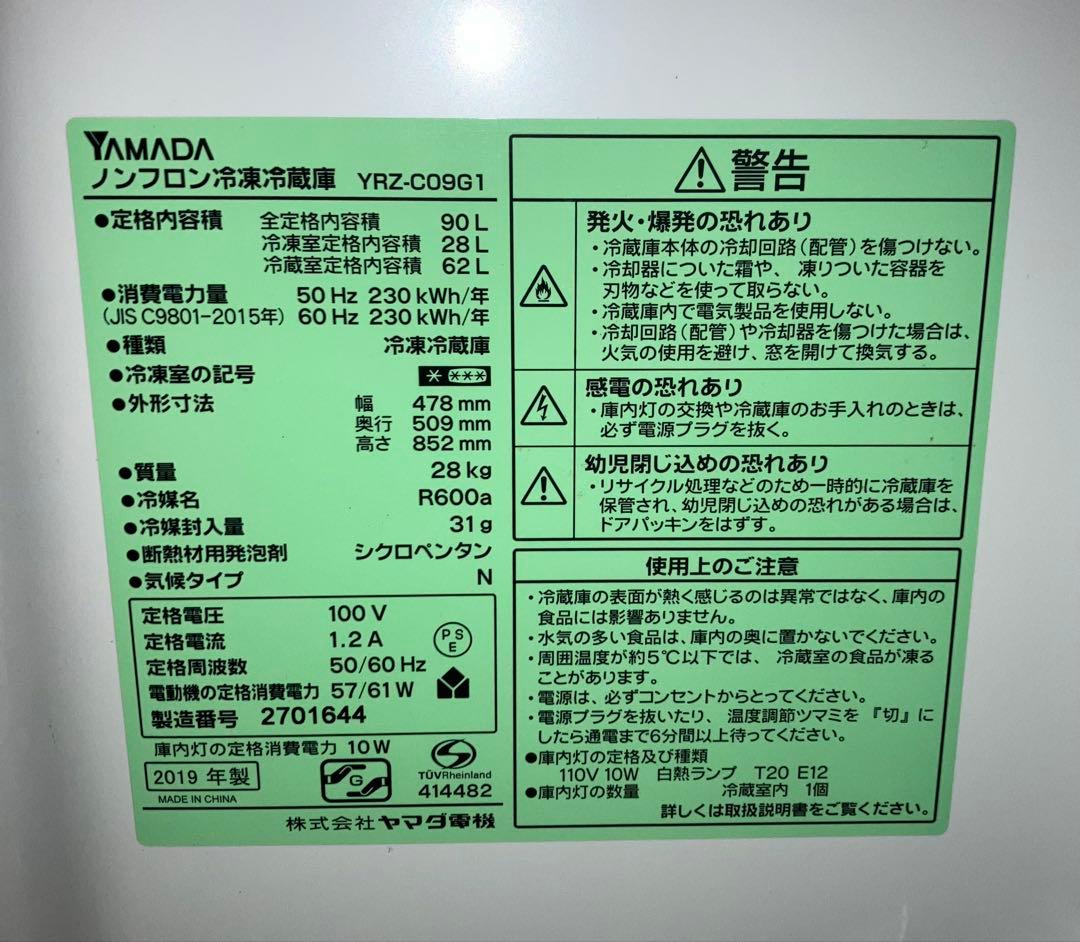 YAMADA
ノンフロン冷凍冷蔵庫 YRZ-C09G1
●定格内容積 全定格内容積 90 L
冷凍室定格内容積 28 L
冷蔵室定格内容積 62 L
●消費電力量 50 Hz 230 kWh/年
(JIS C9801-2015年) 60 Hz 230 kWh/年
●種類 冷凍冷蔵庫
●冷凍室の記号
●外形寸法 幅 478 mm
奥行 509 mm
高さ 852 mm
●質量 28 kg
●冷媒名 R600a
●冷媒封入量 31 g
●断熱材用発泡剤 シクロペンタン
●気候タイプ N
定格電圧 100 V
定格電流 1.2 A
定格周波数 50/60 Hz
電動機の定格消費電力 57/61 W
製造番号 2701644
PS
E
庫内灯の定格消費電力 10 W
2019 年製
MADE IN CHINA
G
TÜVRheinland
414482
株式会社 ヤマダ電機
警告
発火・爆発の恐れあり
・冷蔵庫本体の冷却回路(配管)を傷つけない。
・冷却器についた霜や、凍りついた容器を
刃物などを使って取らない。
・冷蔵庫内で電気製品を使用しない。
・冷却回路(配管)や冷却器を傷つけた場合は、
火気の使用を避け、窓を開けて換気する。
感電の恐れあり
・庫内灯の交換や冷蔵庫のお手入れのときは、
必ず電源プラグを抜く。
幼児閉じ込めの恐れあり
・リサイクル処理などのため一時的に冷蔵庫を
保管され、幼児閉じ込めの恐れがある場合は、
ドアパッキンをはずす。
使用上のご注意
・冷蔵庫の表面が熱く感じるのは異常ではなく、庫内の
食品には影響ありません。
・水気の多い食品は、庫内の奥に置かないでください。
・周囲温度が約5℃以下では、冷蔵室の食品が凍る
ことがあります。
・電源は、必ずコンセントからとってください。
・電源プラグを抜いたり、温度調節ツマミを『切』に
したら通電まで6分間以上待ってください。
●庫内灯の定格及び種類
110V 10W 白熱ランプ T20 E12
●庫内灯の数量 冷蔵室内 1個
詳しくは取扱説明書をご覧ください。